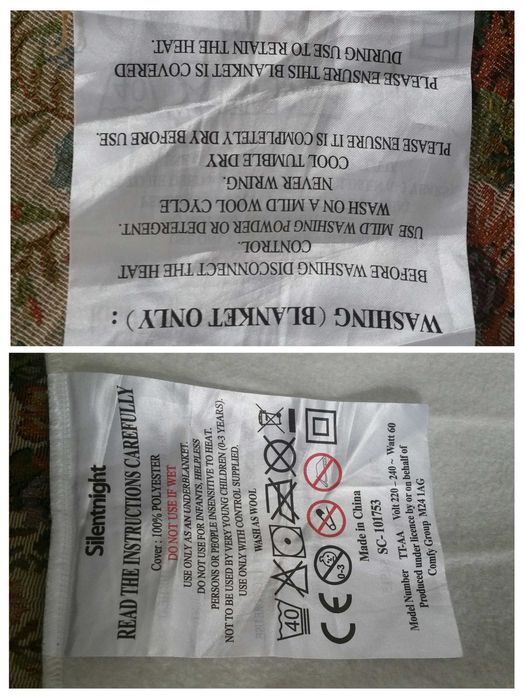 WASHING ( BLANKET ONLY ) :
BEFORE WASHING DISCONNECT THE HEAT
CONTROL.
USE MILD WASHING POWDER OR DETERGENT.
WASH ON A MILD WOOL CYCLE
NEVER WRING.
COOL TUMBLE DRY
PLEASE ENSURE IT IS COMPLETELY DRY BEFORE USE.
PLEASE ENSURE THIS BLANKET IS COVERED
DURING USE TO RETAIN THE HEAT.
Silentnight
READ THE INSTRUCTIONS CAREFULLY
Cover : 100% POLYESTER
DO NOT USE IF WET
USE ONLY AS AN UNDERBLANKET.
DO NOT USE FOR INFANTS, HELPLESS
PERSONS OR PEOPLE INSENSITIVE TO HEAT.
NOT TO BE USED BY VERY YOUNG CHILDREN (0-3 YEARS).
USE ONLY WITH CONTROL SUPPLIED.
WASH AS WOOL
40
CE 0-3
Made in China
SC- 101753
Model Number TT-AA Volt 220 - 240 ~ Watt 60
Produced under licence by or on behalf of
Comfy Group M24 1AG